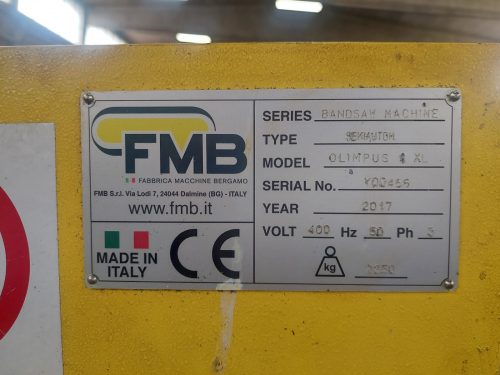 FMB
FABBRICA MACCHINE BERGAMO
FMB S.r.l. Via Lodi 7, 24044 Dalmine (BG) - ITALY
www.fmb.it
MADE IN
ITALY
CE
SERIES BANDSAW MACHINE
TYPE
MODEL OLIMPUS XL
SERIAL No.
YEAR 2017
VOLT 400 Hz 50 Ph 3
kg